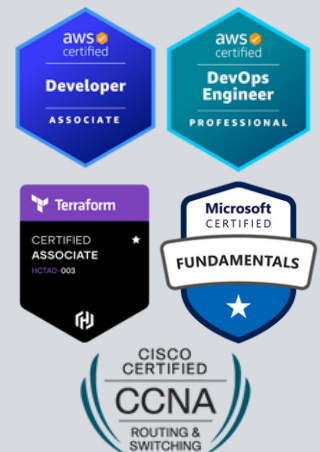 aws
certified
Developer
ASSOCIATE
aws
certified
DevOps
Engineer
PROFESSIONAL
Terraform
CERTIFIED
ASSOCIATE
HCTA0-003
Microsoft
CERTIFIED
FUNDAMENTALS
CISCO
CERTIFIED
CCNA
ROUTING &
SWITCHING